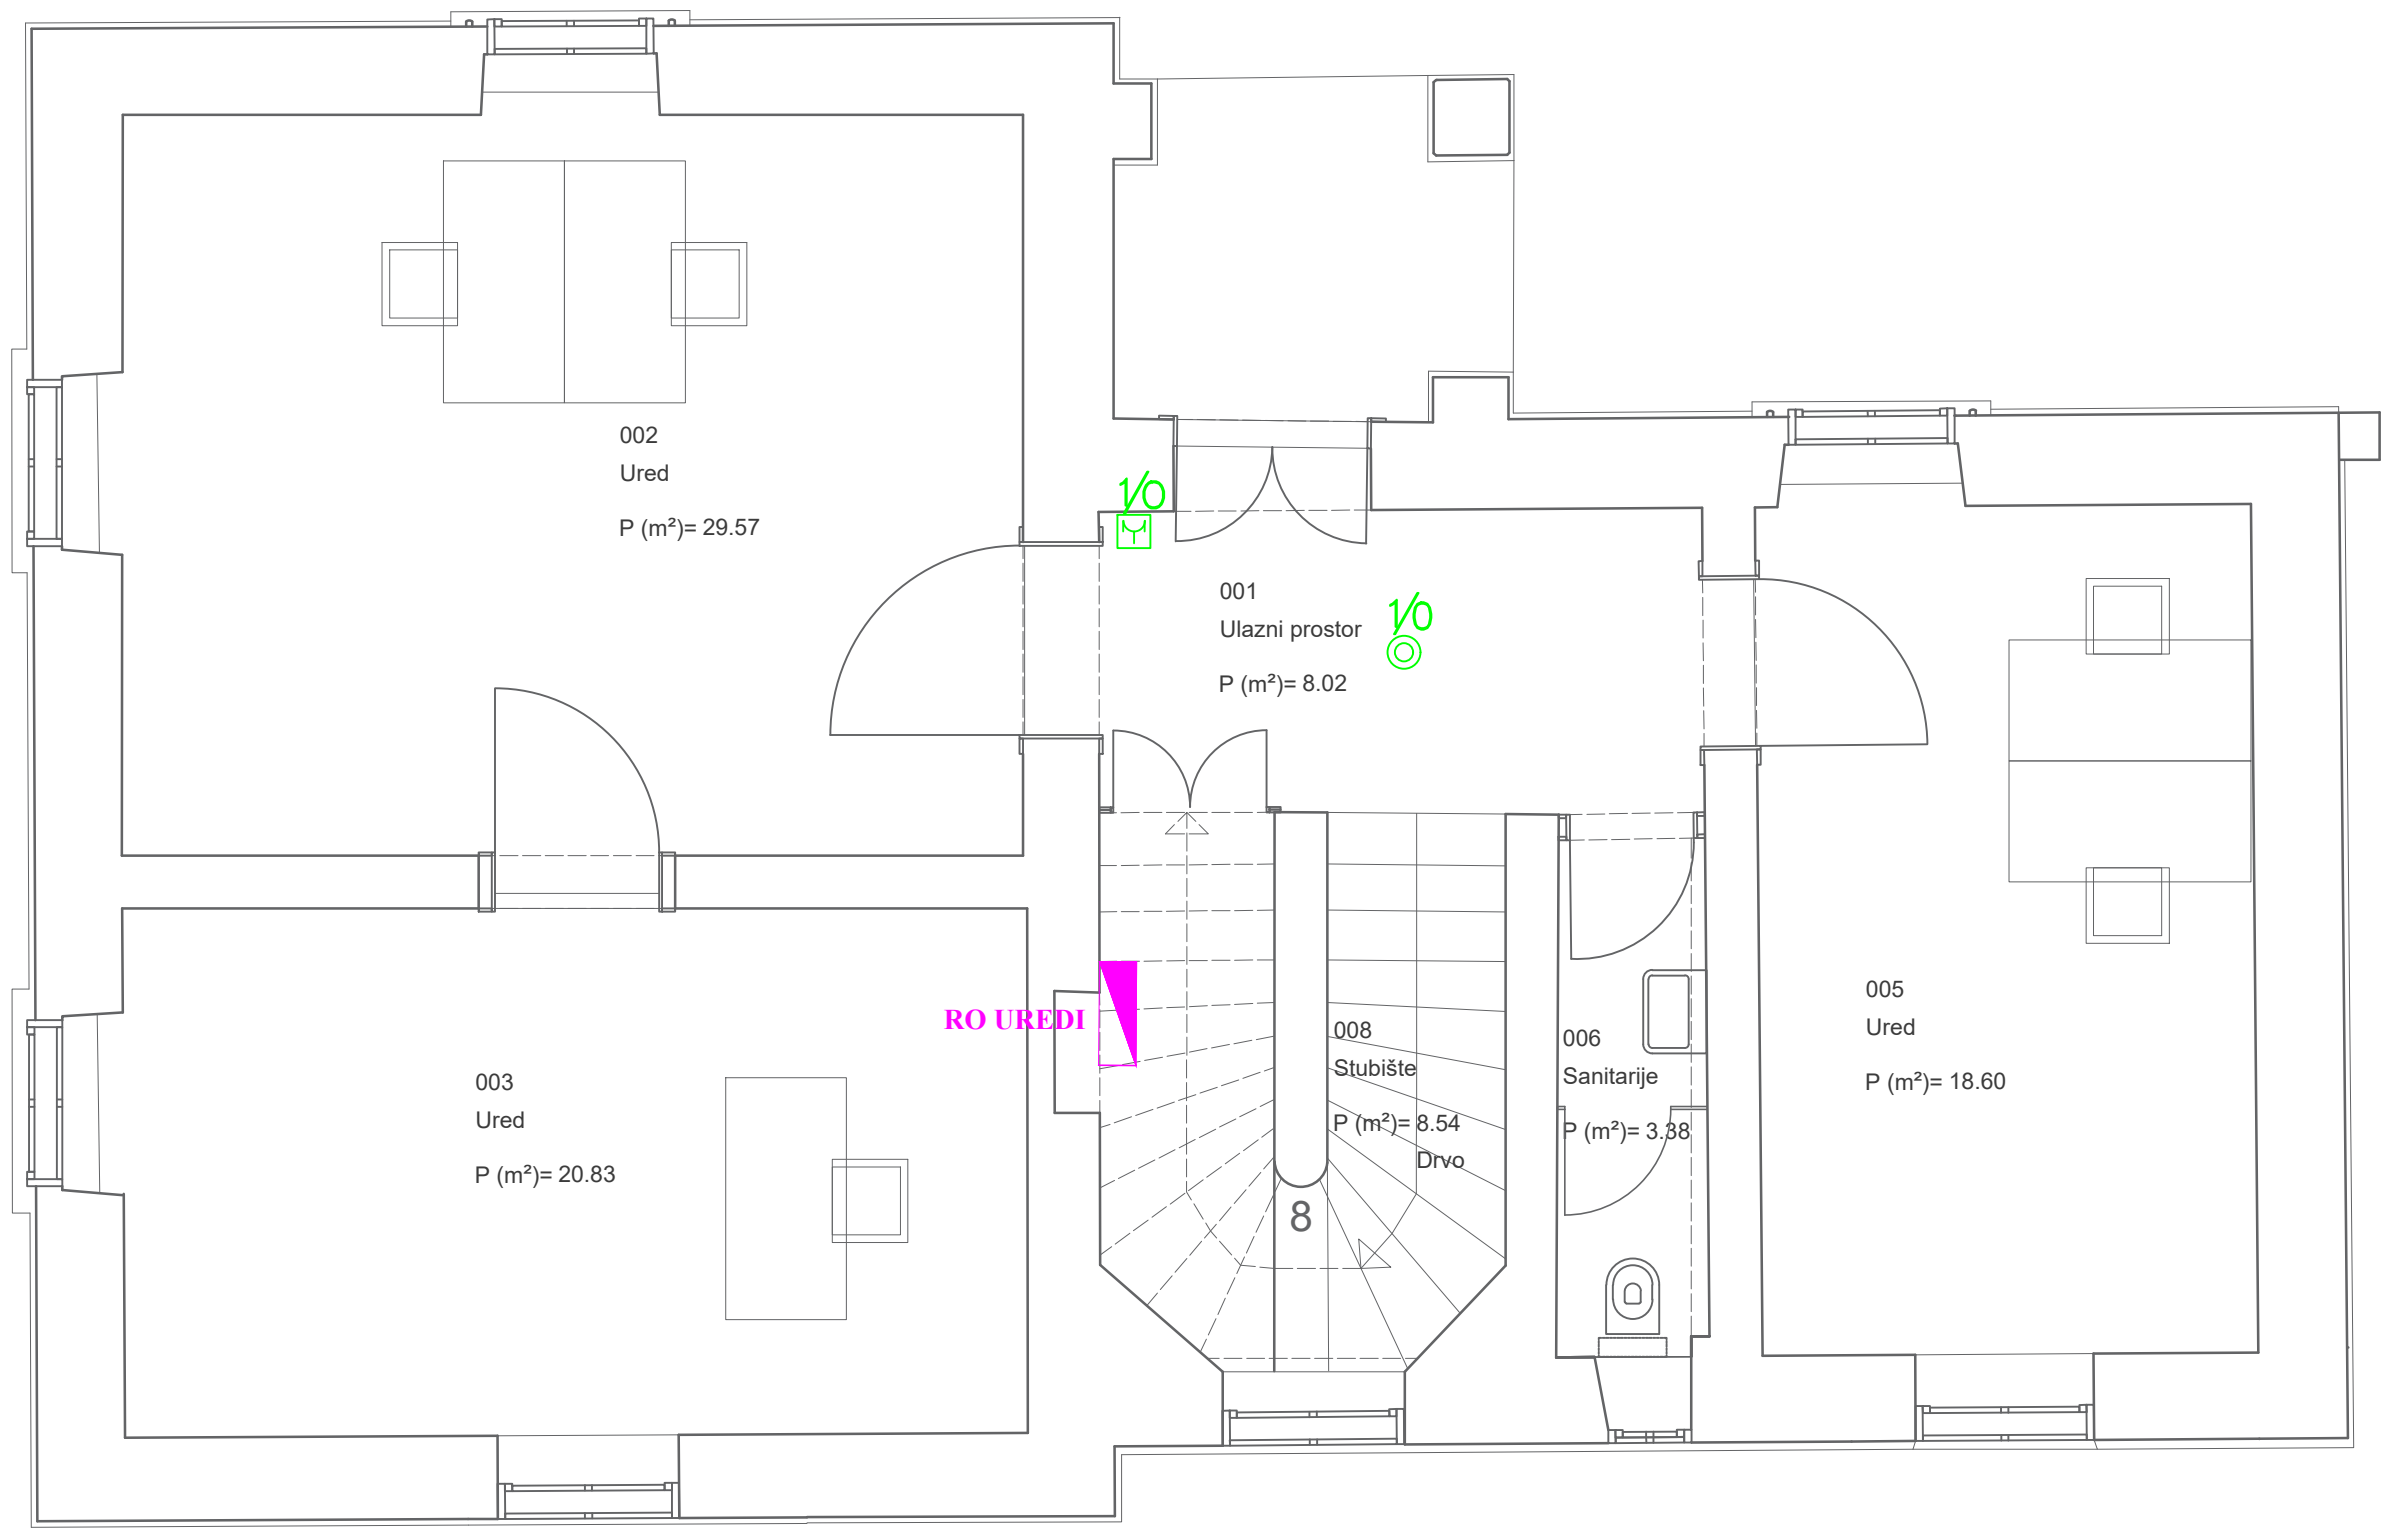 002
Ured
P (m²)= 29.57
1/0
001
Ulazni prostor
P (m²)= 8.02
1/0
RO UREDI
003
Ured
P (m²)= 20.83
008
Stubište
P (m²)= 8.54
Drvo
8
006
Sanitarije
P (m²)= 3.38
005
Ured
P (m²)= 18.60